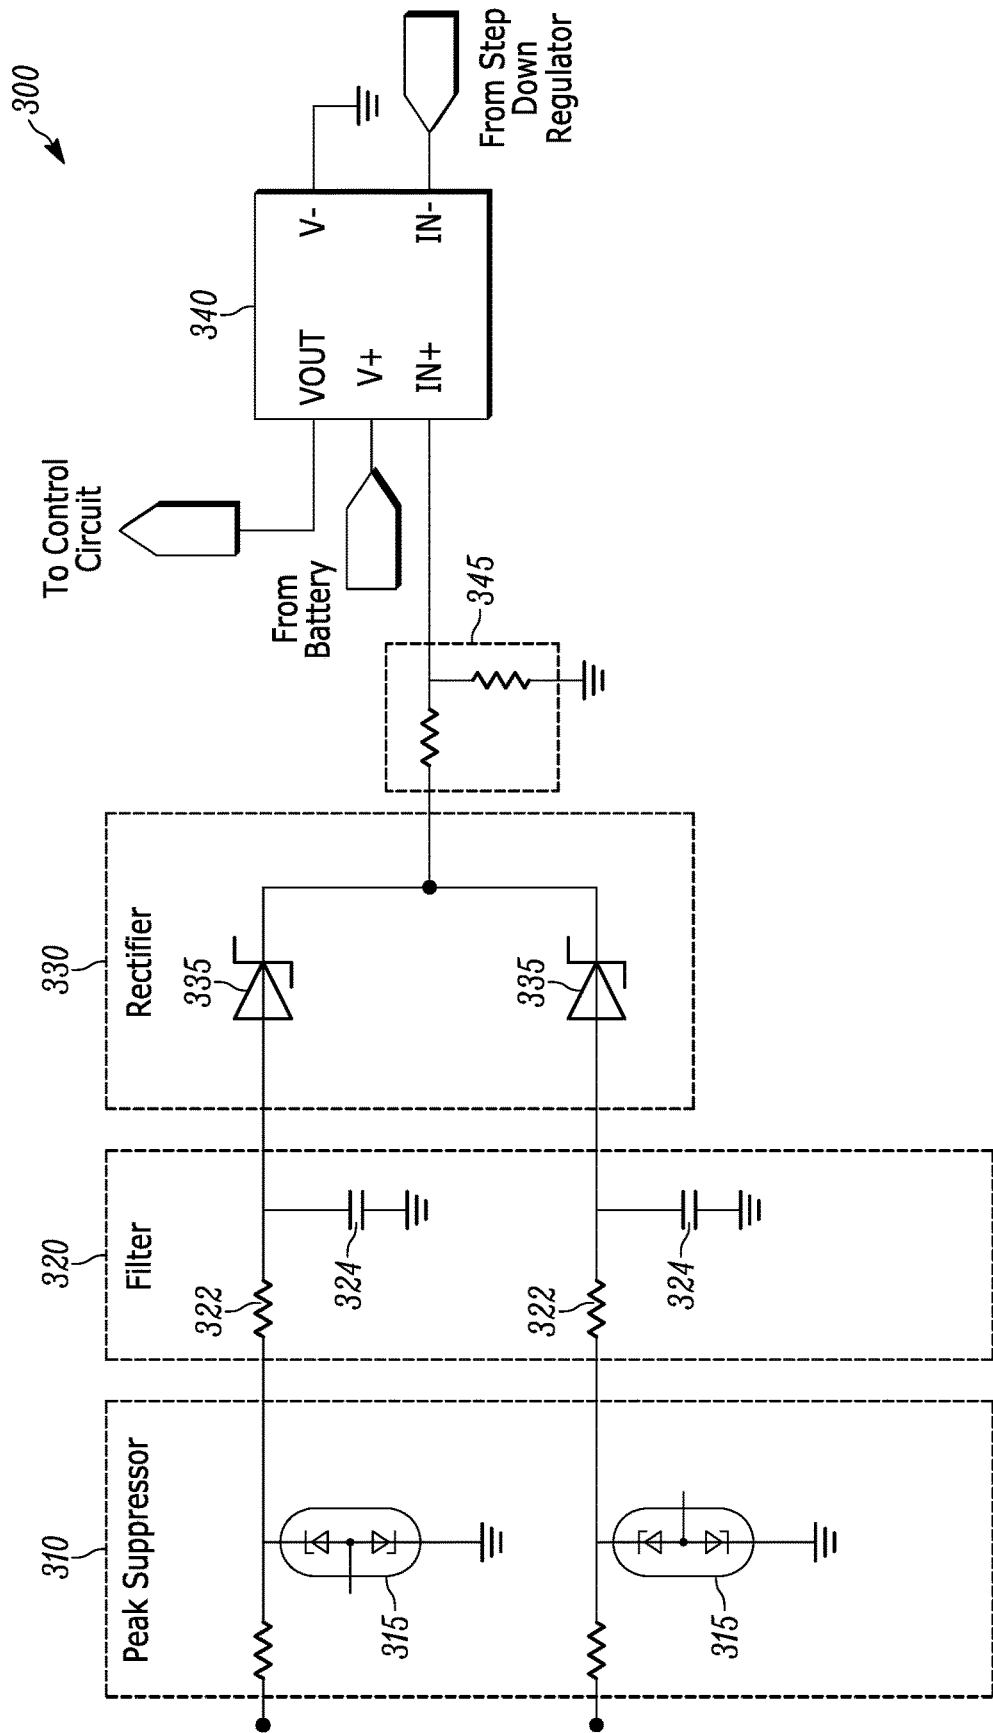 300
310
Peak Suppressor
315
315
320
Filter
322
324
322
324
330
Rectifier
335
335
345
To Control
Circuit
From
Battery
340
VOUT
V+
IN+
V-
IN-
From Step
Down
Regulator